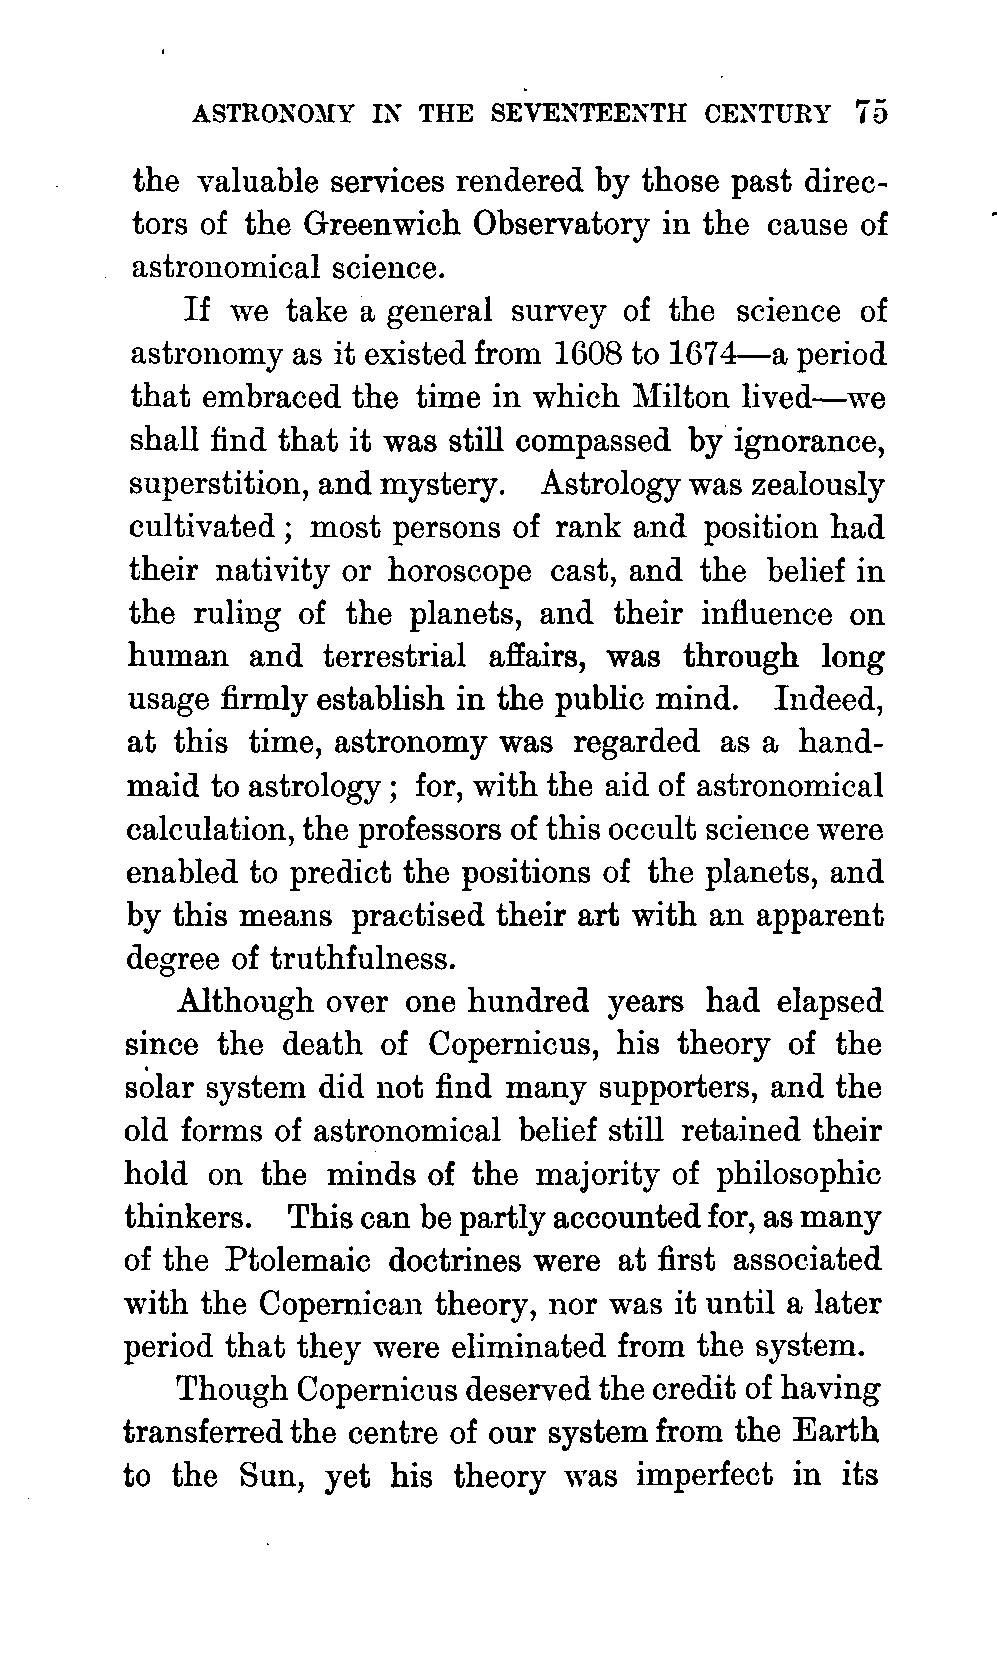 ASTRONOMY IN THE SEVENTEENTH CENTURY 75
the valuable services rendered by those past direc-
tors of the Greenwich Observatory in the cause of
astronomical science.
If we take a general survey of the science of
astronomy as it existed from 1608 to 1674—a period
that embraced the time in which Milton lived—we
shall find that it was still compassed by ignorance,
superstition, and mystery. Astrology was zealously
cultivated ; most persons of rank and position had
their nativity or horoscope cast, and the belief in
the ruling of the planets, and their influence on
human and terrestrial affairs, was through long
usage firmly establish in the public mind. Indeed,
at this time, astronomy was regarded as a hand-
maid to astrology ; for, with the aid of astronomical
calculation, the professors of this occult science were
enabled to predict the positions of the planets, and
by this means practised their art with an apparent
degree of truthfulness.
Although over one hundred years had elapsed
since the death of Copernicus, his theory of the
solar system did not find many supporters, and the
old forms of astronomical belief still retained their
hold on the minds of the majority of philosophic
thinkers. This can be partly accounted for, as many
of the Ptolemaic doctrines were at first associated
with the Copernican theory, nor was it until a later
period that they were eliminated from the system.
Though Copernicus deserved the credit of having
transferred the centre of our system from the Earth
to the Sun, yet his theory was imperfect in its